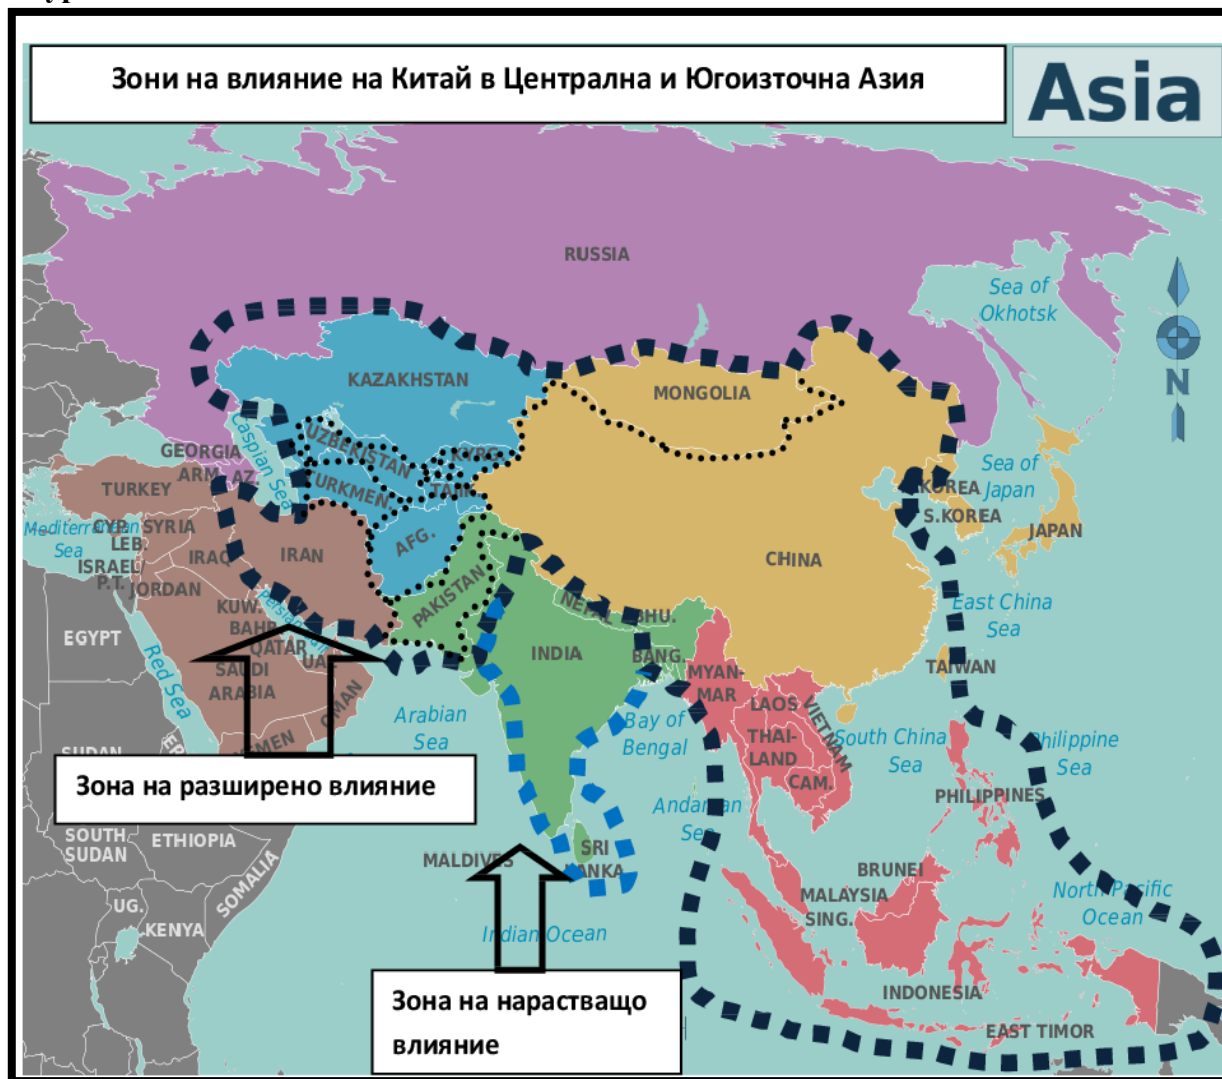 Зони на влияние на Китай в Централна и Югоизточна Азия
Asia
RUSSIA
Sea of
Okhotsk
N
KAZAKHSTAN
MONGOLIA
Caspian Sea
UZBEKISTAN
KYRG.
GEORGIA
ARM.
AZ.
TURKEY
TURKMEN.
Sea of
Japan
KOREA
S.KOREA
JAPAN
Mediterranean
Sea
CYP.
SYRIA
LEB.
ISRAEL/
P.T.
JORDAN
IRAQ
IRAN
AFG.
CHINA
PAKISTAN
KUW.
BAHR.
QATAR
SAUDI
ARABIA
OMAN
EGYPT
Red Sea
NEPAL
BHU.
INDIA
BANG.
MYAN-
MAR
East China
Sea
TAIWAN
LAOS
VIETNAM
THAI-
LAND
CAM.
Arabian
Sea
Bay of
Bengal
South China
Sea
Philippine
Sea
PHILIPPINES
YEMEN
SUDAN
Зона на разширено влияние
Andaman
Sea
SOUTH
SUDAN
ETHIOPIA
SOMALIA
MALDIVES
SRI
LANKA
BRUNEI
MALAYSIA
SING.
North Pacific
Ocean
UG.
KENYA
Indian Ocean
INDONESIA
EAST TIMOR
Зона на нарастващо
влияние